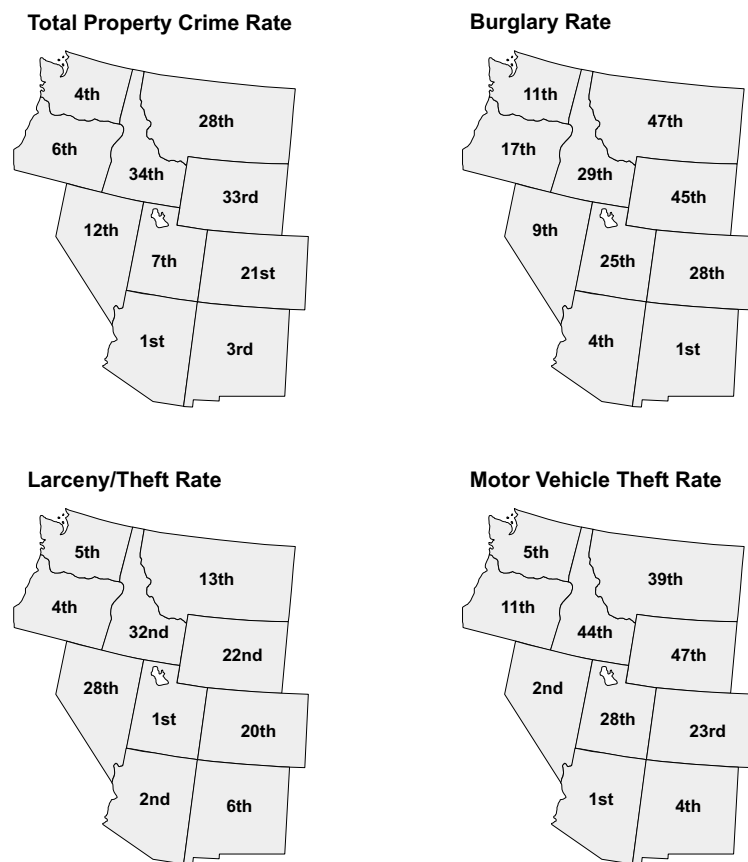 Total Property Crime Rate
4th
28th
6th
34th
33rd
12th
7th
21st
1st
3rd
Burglary Rate
11th
47th
17th
29th
45th
9th
25th
28th
4th
1st
Larceny/Theft Rate
5th
13th
4th
32nd
22nd
28th
1st
20th
2nd
6th
Motor Vehicle Theft Rate
5th
39th
11th
44th
47th
2nd
28th
23rd
1st
4th